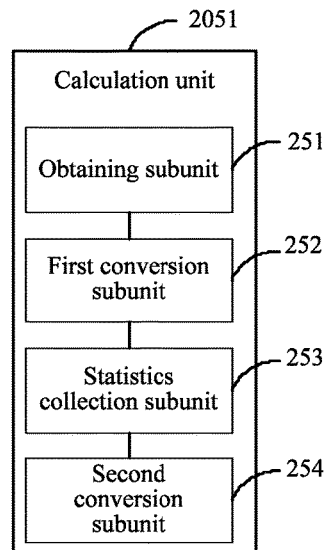 2051
Calculation unit
251
Obtaining subunit
252
First conversion
subunit
253
Statistics
collection subunit
254
Second
conversion
subunit